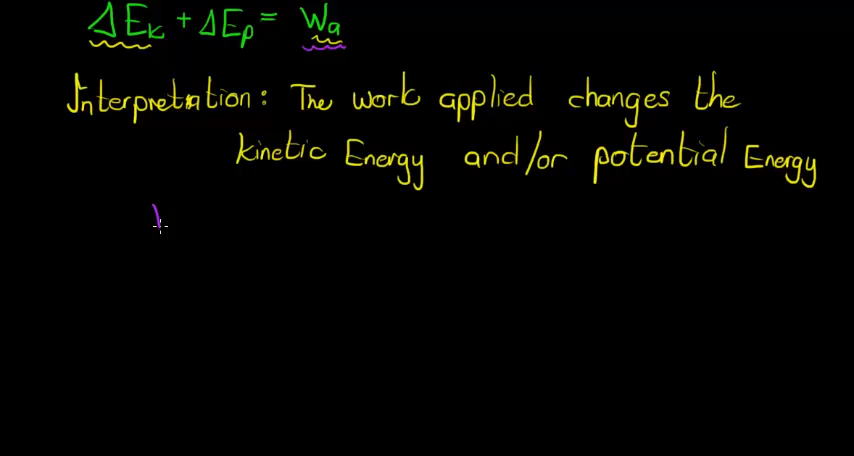 ΔEk + ΔEp = Wa
Interpretation: The work applied changes the
kinetic Energy and/or potential Energy